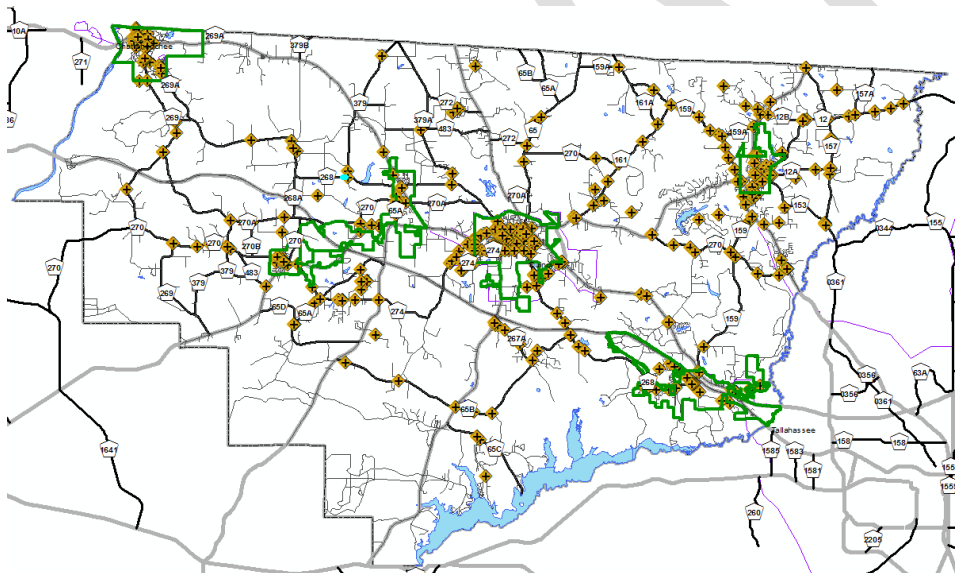 10A
271
Chattahoochee
269A
269A
269
379B
379
379A
272
483
65B
65A
65
272
159A
161A
159
270
161
12B
159A
12
157A
157
12A
153
159
270
155
0344
0361
268
268A
65A
270
270A
270A
270A
270
270
270B
270
379
483
269
379
270
65D
65A
274
274
274
267A
159
268
65B
65C
1641
Tallahassee
0356
63A
0356
0361
1585
1583
1581
158
158
260
2205
155